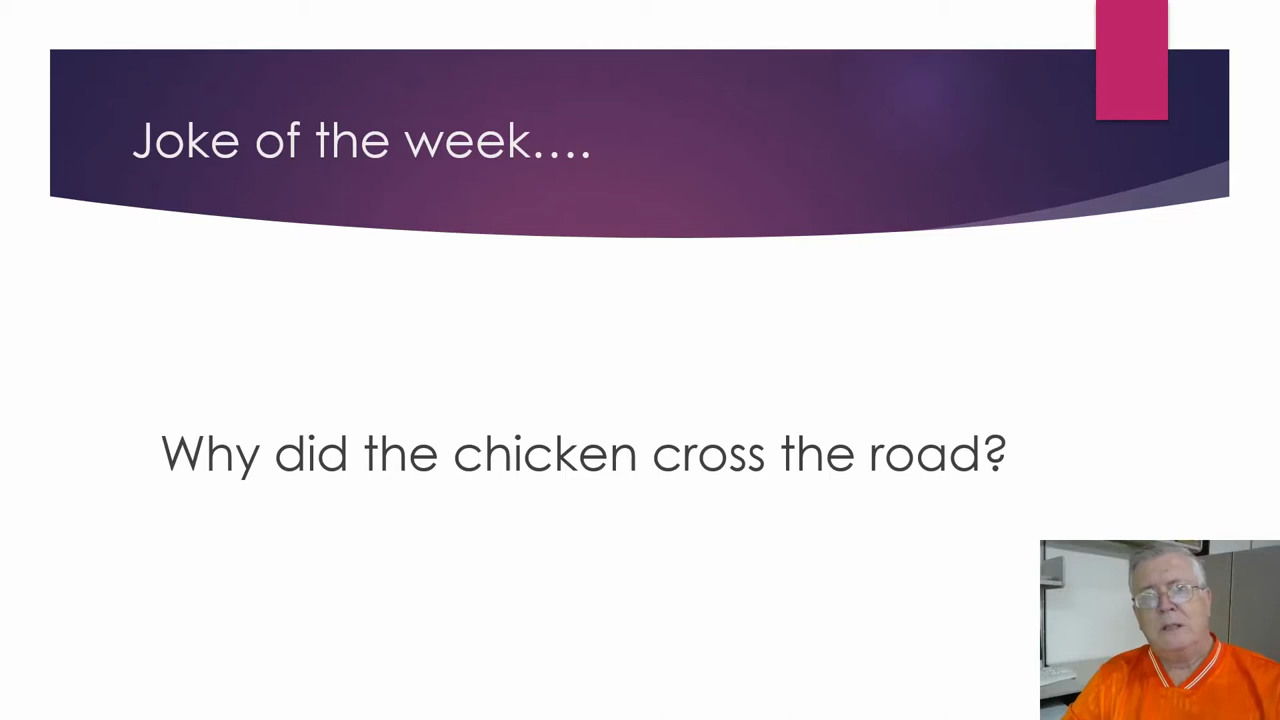 Joke of the week....
Why did the chicken cross the road?